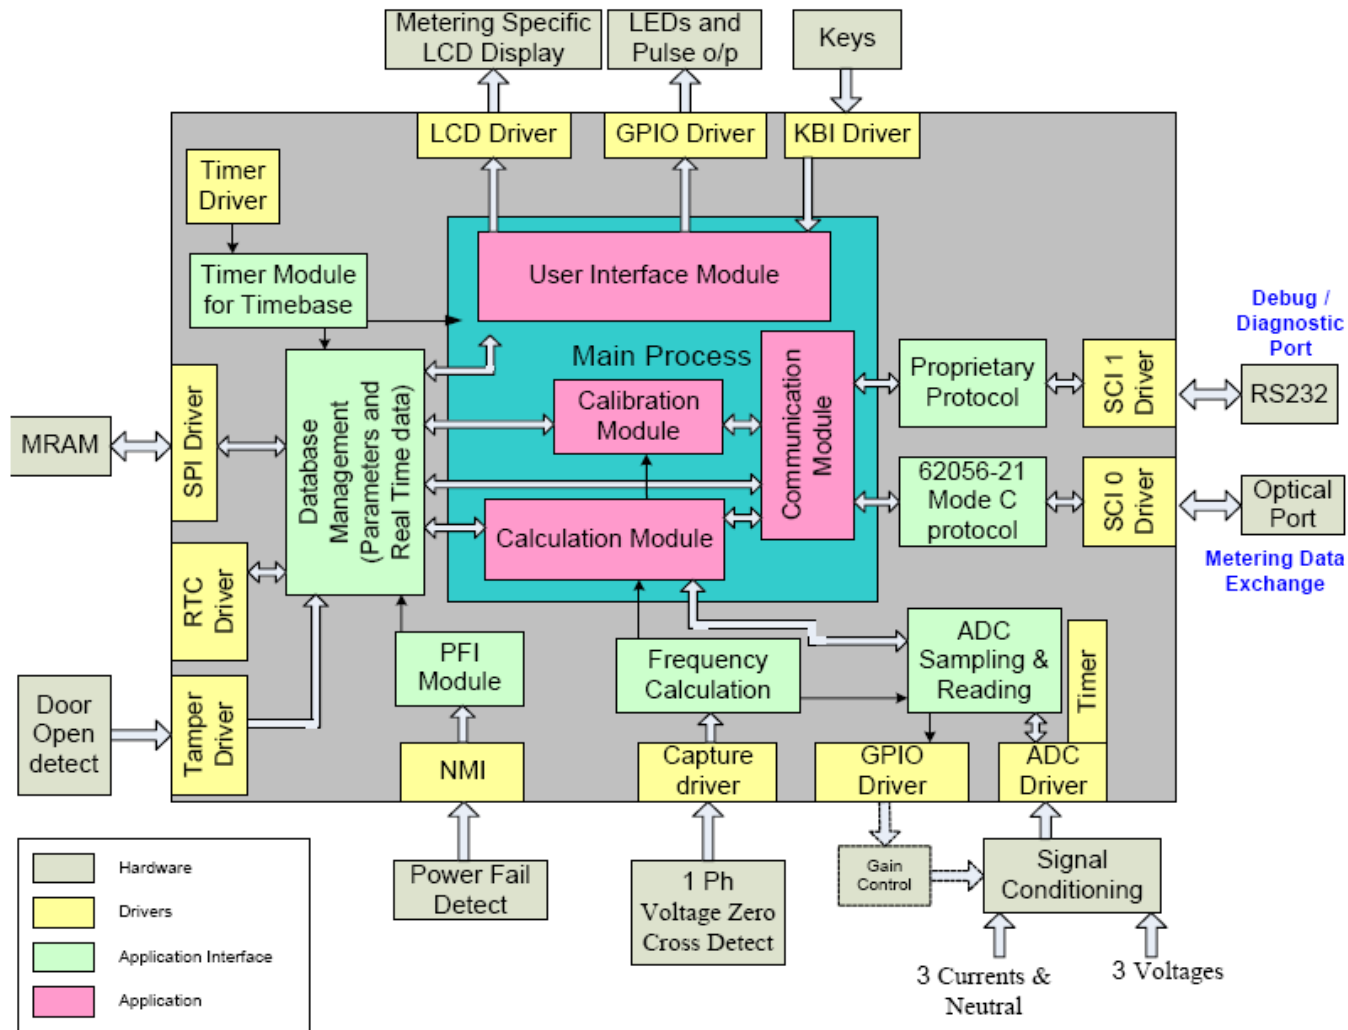 Metering Specific
LCD Display
LEDs and
Pulse o/p
Keys
LCD Driver
GPIO Driver
KBI Driver
Timer
Driver
Timer Module
for Timebase
User Interface Module
Main Process
Debug /
Diagnostic
Port
MRAM
SPI Driver
Database
Management
(Parameters and
Real Time data)
Calibration
Module
Communication
Module
Proprietary
Protocol
SCI 1
Driver
RS232
Calculation Module
62056-21
Mode C
protocol
SCI 0
Driver
Optical
Port
Metering Data
Exchange
RTC
Driver
PFI
Module
Frequency
Calculation
ADC
Sampling &
Reading
Timer
Door
Open
detect
Tamper
Driver
NMI
Capture
driver
GPIO
Driver
ADC
Driver
Power Fail
Detect
1 Ph
Voltage Zero
Cross Detect
Gain
Control
Signal
Conditioning
3 Currents &
Neutral
3 Voltages
Hardware
Drivers
Application Interface
Application